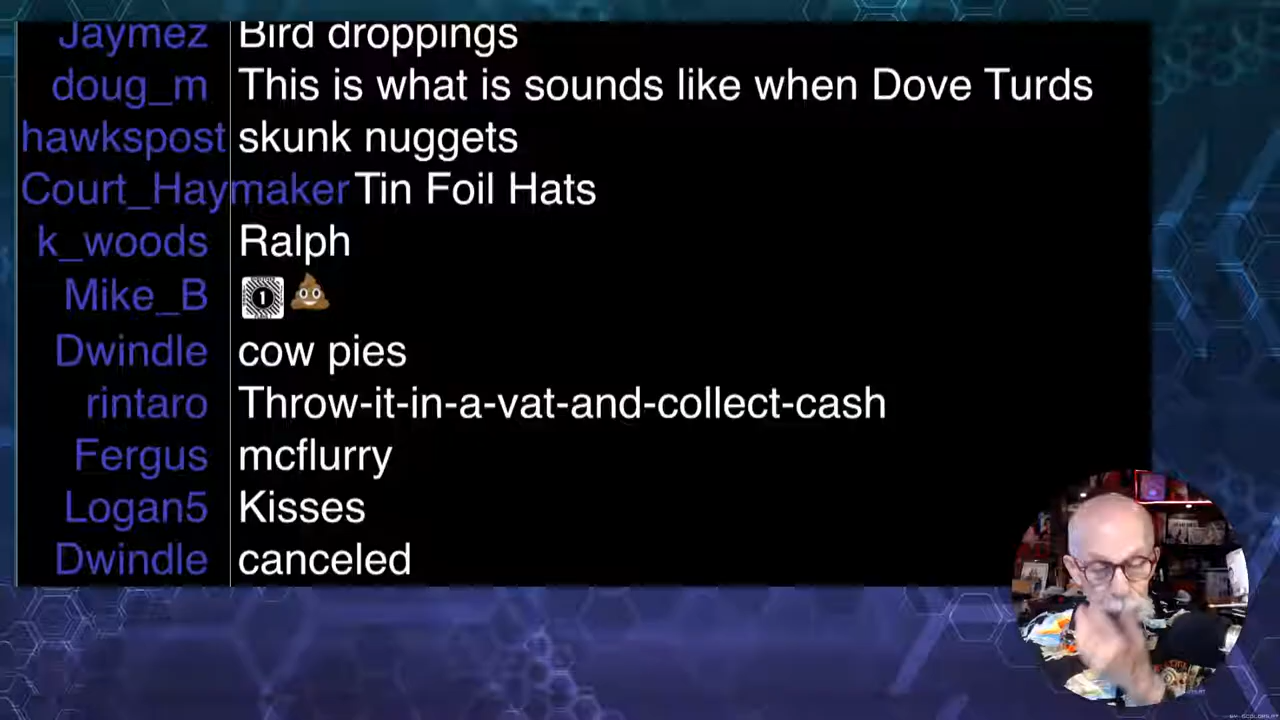 Jaymez Bird droppings
doug_m This is what is sounds like when Dove Turds
hawkspost skunk nuggets
Court_Haymaker Tin Foil Hats
k_woods Ralph
Mike_B 1 💩
Dwindle cow pies
rintaro Throw-it-in-a-vat-and-collect-cash
Fergus mcflurry
Logan5 Kisses
Dwindle canceled